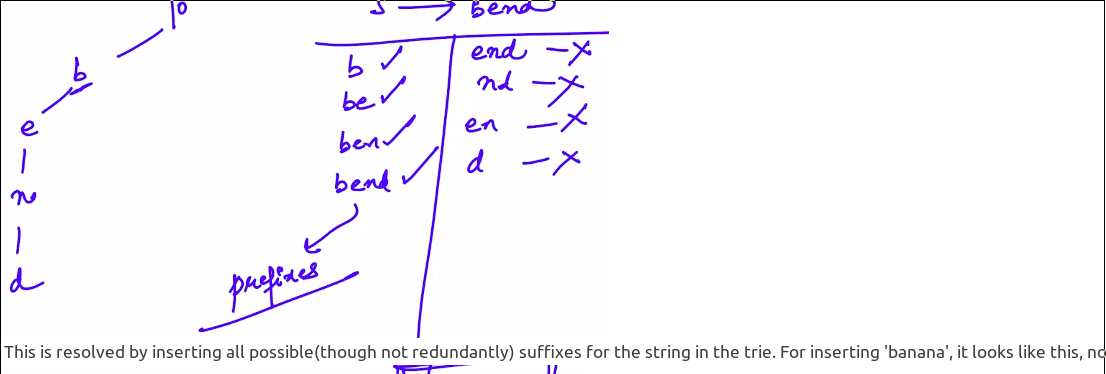 s → bend
b ✓ end – ×
be ✓ nd – ×
ben ✓ en – ×
bend ✓ d – ×
prefixes
b
e
n
d
This is resolved by inserting all possible(though not redundantly) suffixes for the string in the trie. For inserting 'banana', it looks like this,